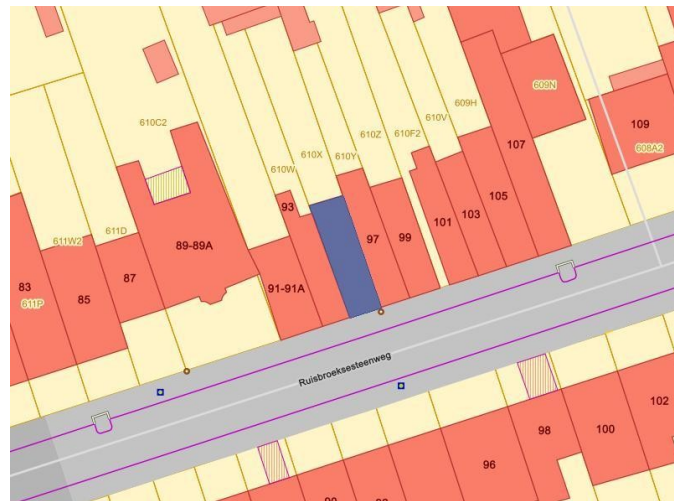 610C2
610W
610X
610Y
610Z
610F2
610V
609H
609N
107
109
608A2
611W2
611D
93
89-89A
97
99
101
103
105
83
611P
85
87
91-91A
Ruisbroeksesteenweg
96
98
100
102